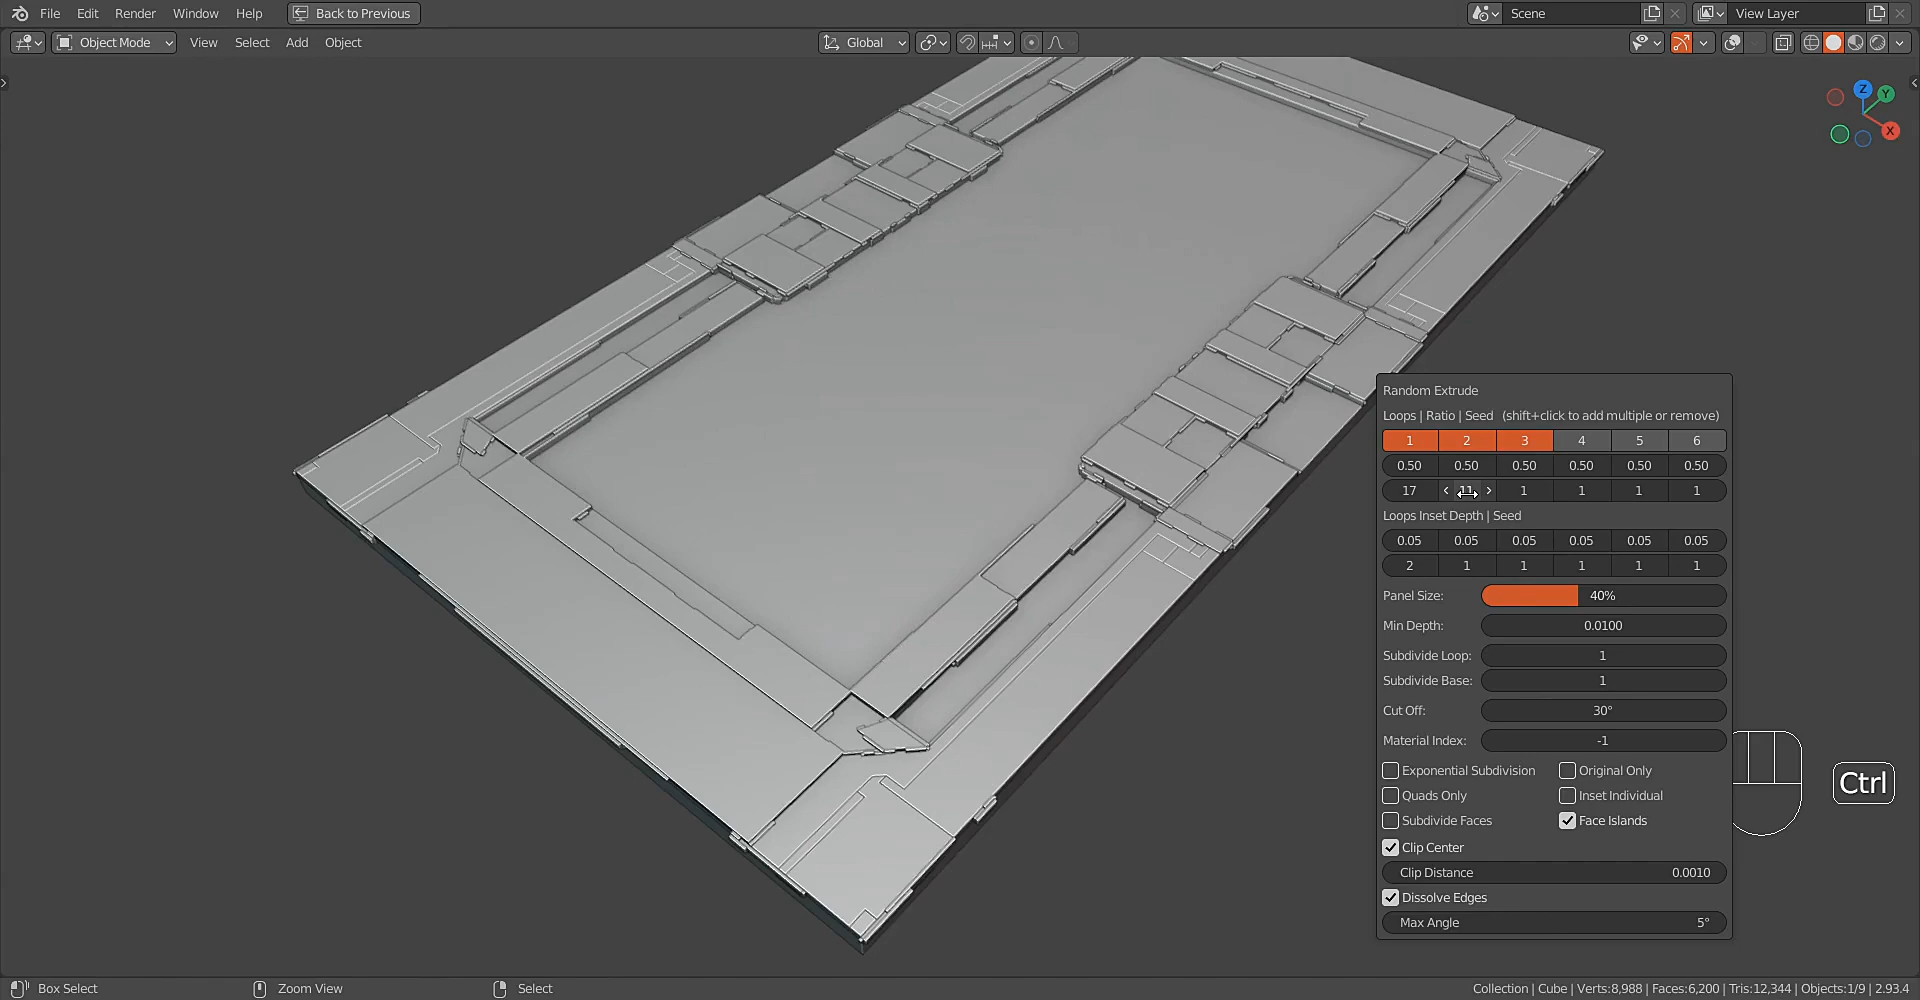 File Edit Render Window Help Back to Previous Scene View Layer
Object Mode View Select Add Object Global
Z Y X
Random Extrude
Loops | Ratio | Seed (shift+click to add multiple or remove)
1 2 3 4 5 6
0.50 0.50 0.50 0.50 0.50 0.50
17 11 1 1 1 1
Loops Inset Depth | Seed
0.05 0.05 0.05 0.05 0.05 0.05
2 1 1 1 1 1
Panel Size: 40%
Min Depth: 0.0100
Subdivide Loop: 1
Subdivide Base: 1
Cut Off: 30°
Material Index: -1
Exponential Subdivision Original Only
Quads Only Inset Individual
Subdivide Faces Face Islands
Clip Center
Clip Distance 0.0010
Dissolve Edges
Max Angle 5°
Ctrl
Box Select Zoom View Select Collection | Cube | Verts:8,988 | Faces:6,200 | Tris:12,344 | Objects:1/9 | 2.93.4